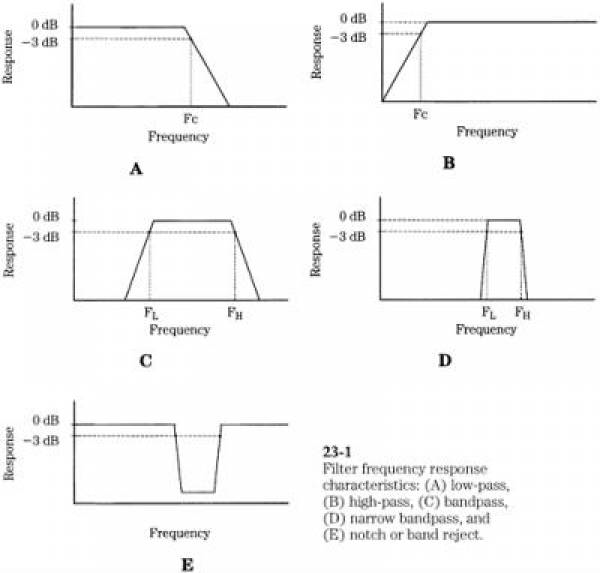 0 dB
−3 dB
Response
Fc
Frequency
A
0 dB
−3 dB
Response
Fc
Frequency
B
0 dB
−3 dB
Response
FL FH
Frequency
C
0 dB
−3 dB
Response
FL FH
Frequency
D
0 dB
−3 dB
Response
Frequency
E
23-1
Filter frequency response
characteristics: (A) low-pass,
(B) high-pass, (C) bandpass,
(D) narrow bandpass, and
(E) notch or band reject.